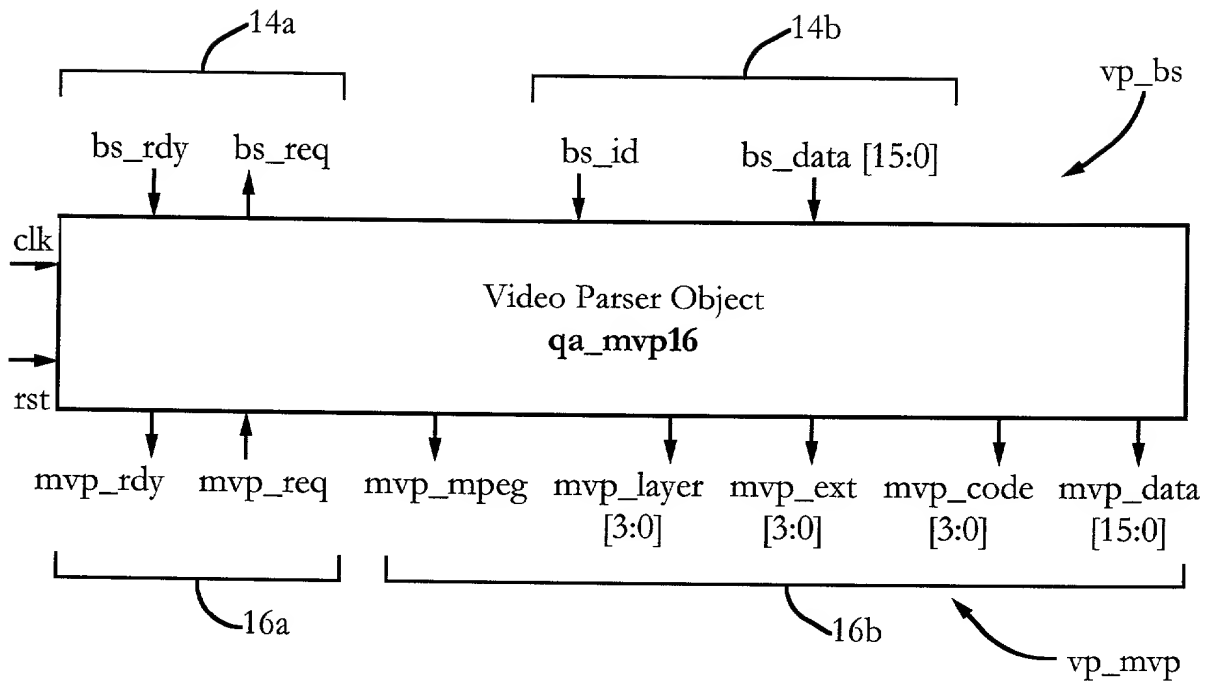 14a
14b
vp_bs
bs_rdy bs_req bs_id bs_data [15:0]
clk
Video Parser Object
qa_mvp16
rst
mvp_rdy mvp_req mvp_mpeg mvp_layer mvp_ext mvp_code mvp_data
[3:0] [3:0] [3:0] [15:0]
16a
16b
vp_mvp